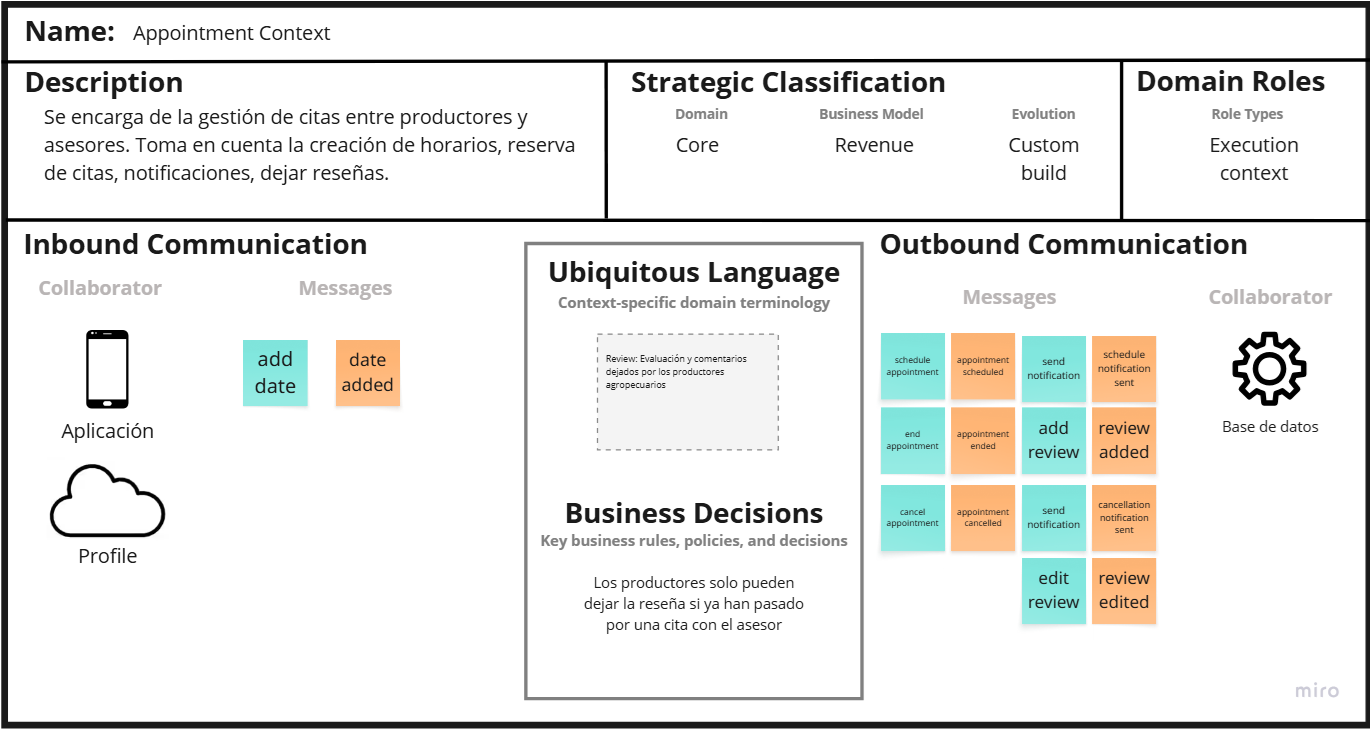 Name: Appointment Context
Description
Se encarga de la gestión de citas entre productores y
asesores. Toma en cuenta la creación de horarios, reserva
de citas, notificaciones, dejar reseñas.
Strategic Classification
Domain
Core
Business Model
Revenue
Evolution
Custom
build
Domain Roles
Role Types
Execution
context
Inbound Communication
Collaborator
Messages
Aplicación
add
date
date
added
Profile
Ubiquitous Language
Context-specific domain terminology
Review: Evaluación y comentarios
dejados por los productores
agropecuarios
Business Decisions
Key business rules, policies, and decisions
Los productores solo pueden
dejar la reseña si ya han pasado
por una cita con el asesor
Outbound Communication
Messages
Collaborator
schedule
appointment
appointment
scheduled
send
notification
schedule
notification
sent
end
appointment
appointment
ended
add
review
review
added
cancel
appointment
appointment
cancelled
send
notification
cancellation
notification
sent
edit
review
review
edited
Base de datos
miro